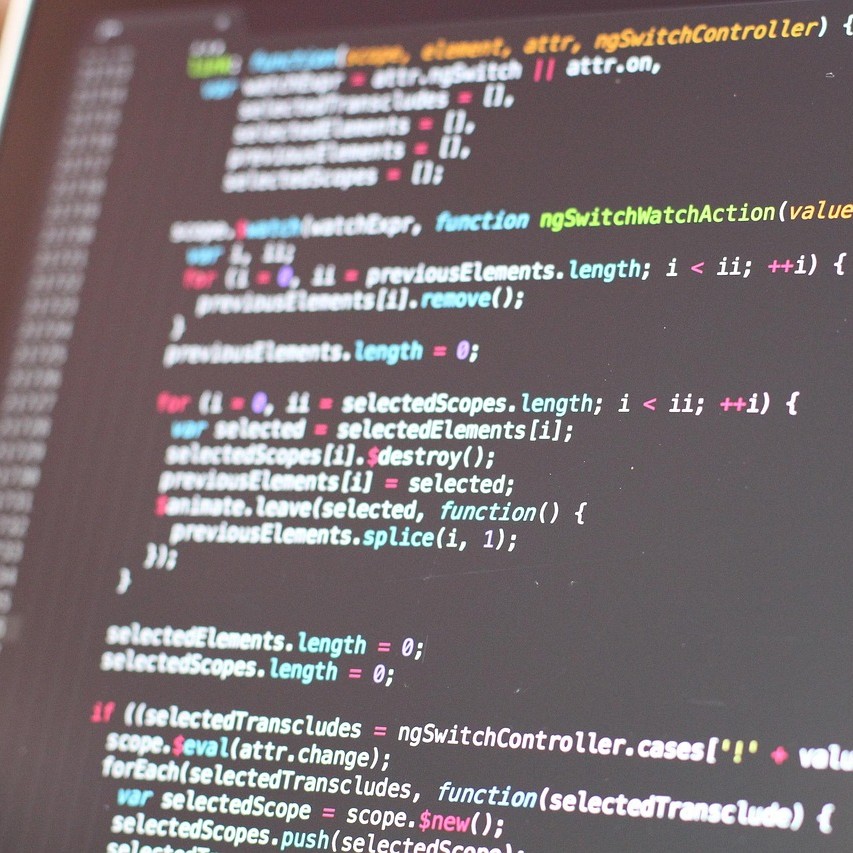 link: function(scope, element, attr, ngSwitchController) {
var watchExpr = attr.ngSwitch || attr.on,
selectedTranscludes = [],
selectedElements = [],
previousElements = [],
selectedScopes = [];
scope.$watch(watchExpr, function ngSwitchWatchAction(value
var i, ii;
for (i = 0, ii = previousElements.length; i < ii; ++i) {
previousElements[i].remove();
}
previousElements.length = 0;
for (i = 0, ii = selectedScopes.length; i < ii; ++i) {
var selected = selectedElements[i];
selectedScopes[i].$destroy();
previousElements[i] = selected;
$animate.leave(selected, function() {
previousElements.splice(i, 1);
});
}
selectedElements.length = 0;
selectedScopes.length = 0;
if ((selectedTranscludes = ngSwitchController.cases['!' + valu
scope.$eval(attr.change);
forEach(selectedTranscludes, function(selectedTransclude) {
var selectedScope = scope.$new();
selectedScopes.push(selectedScope);